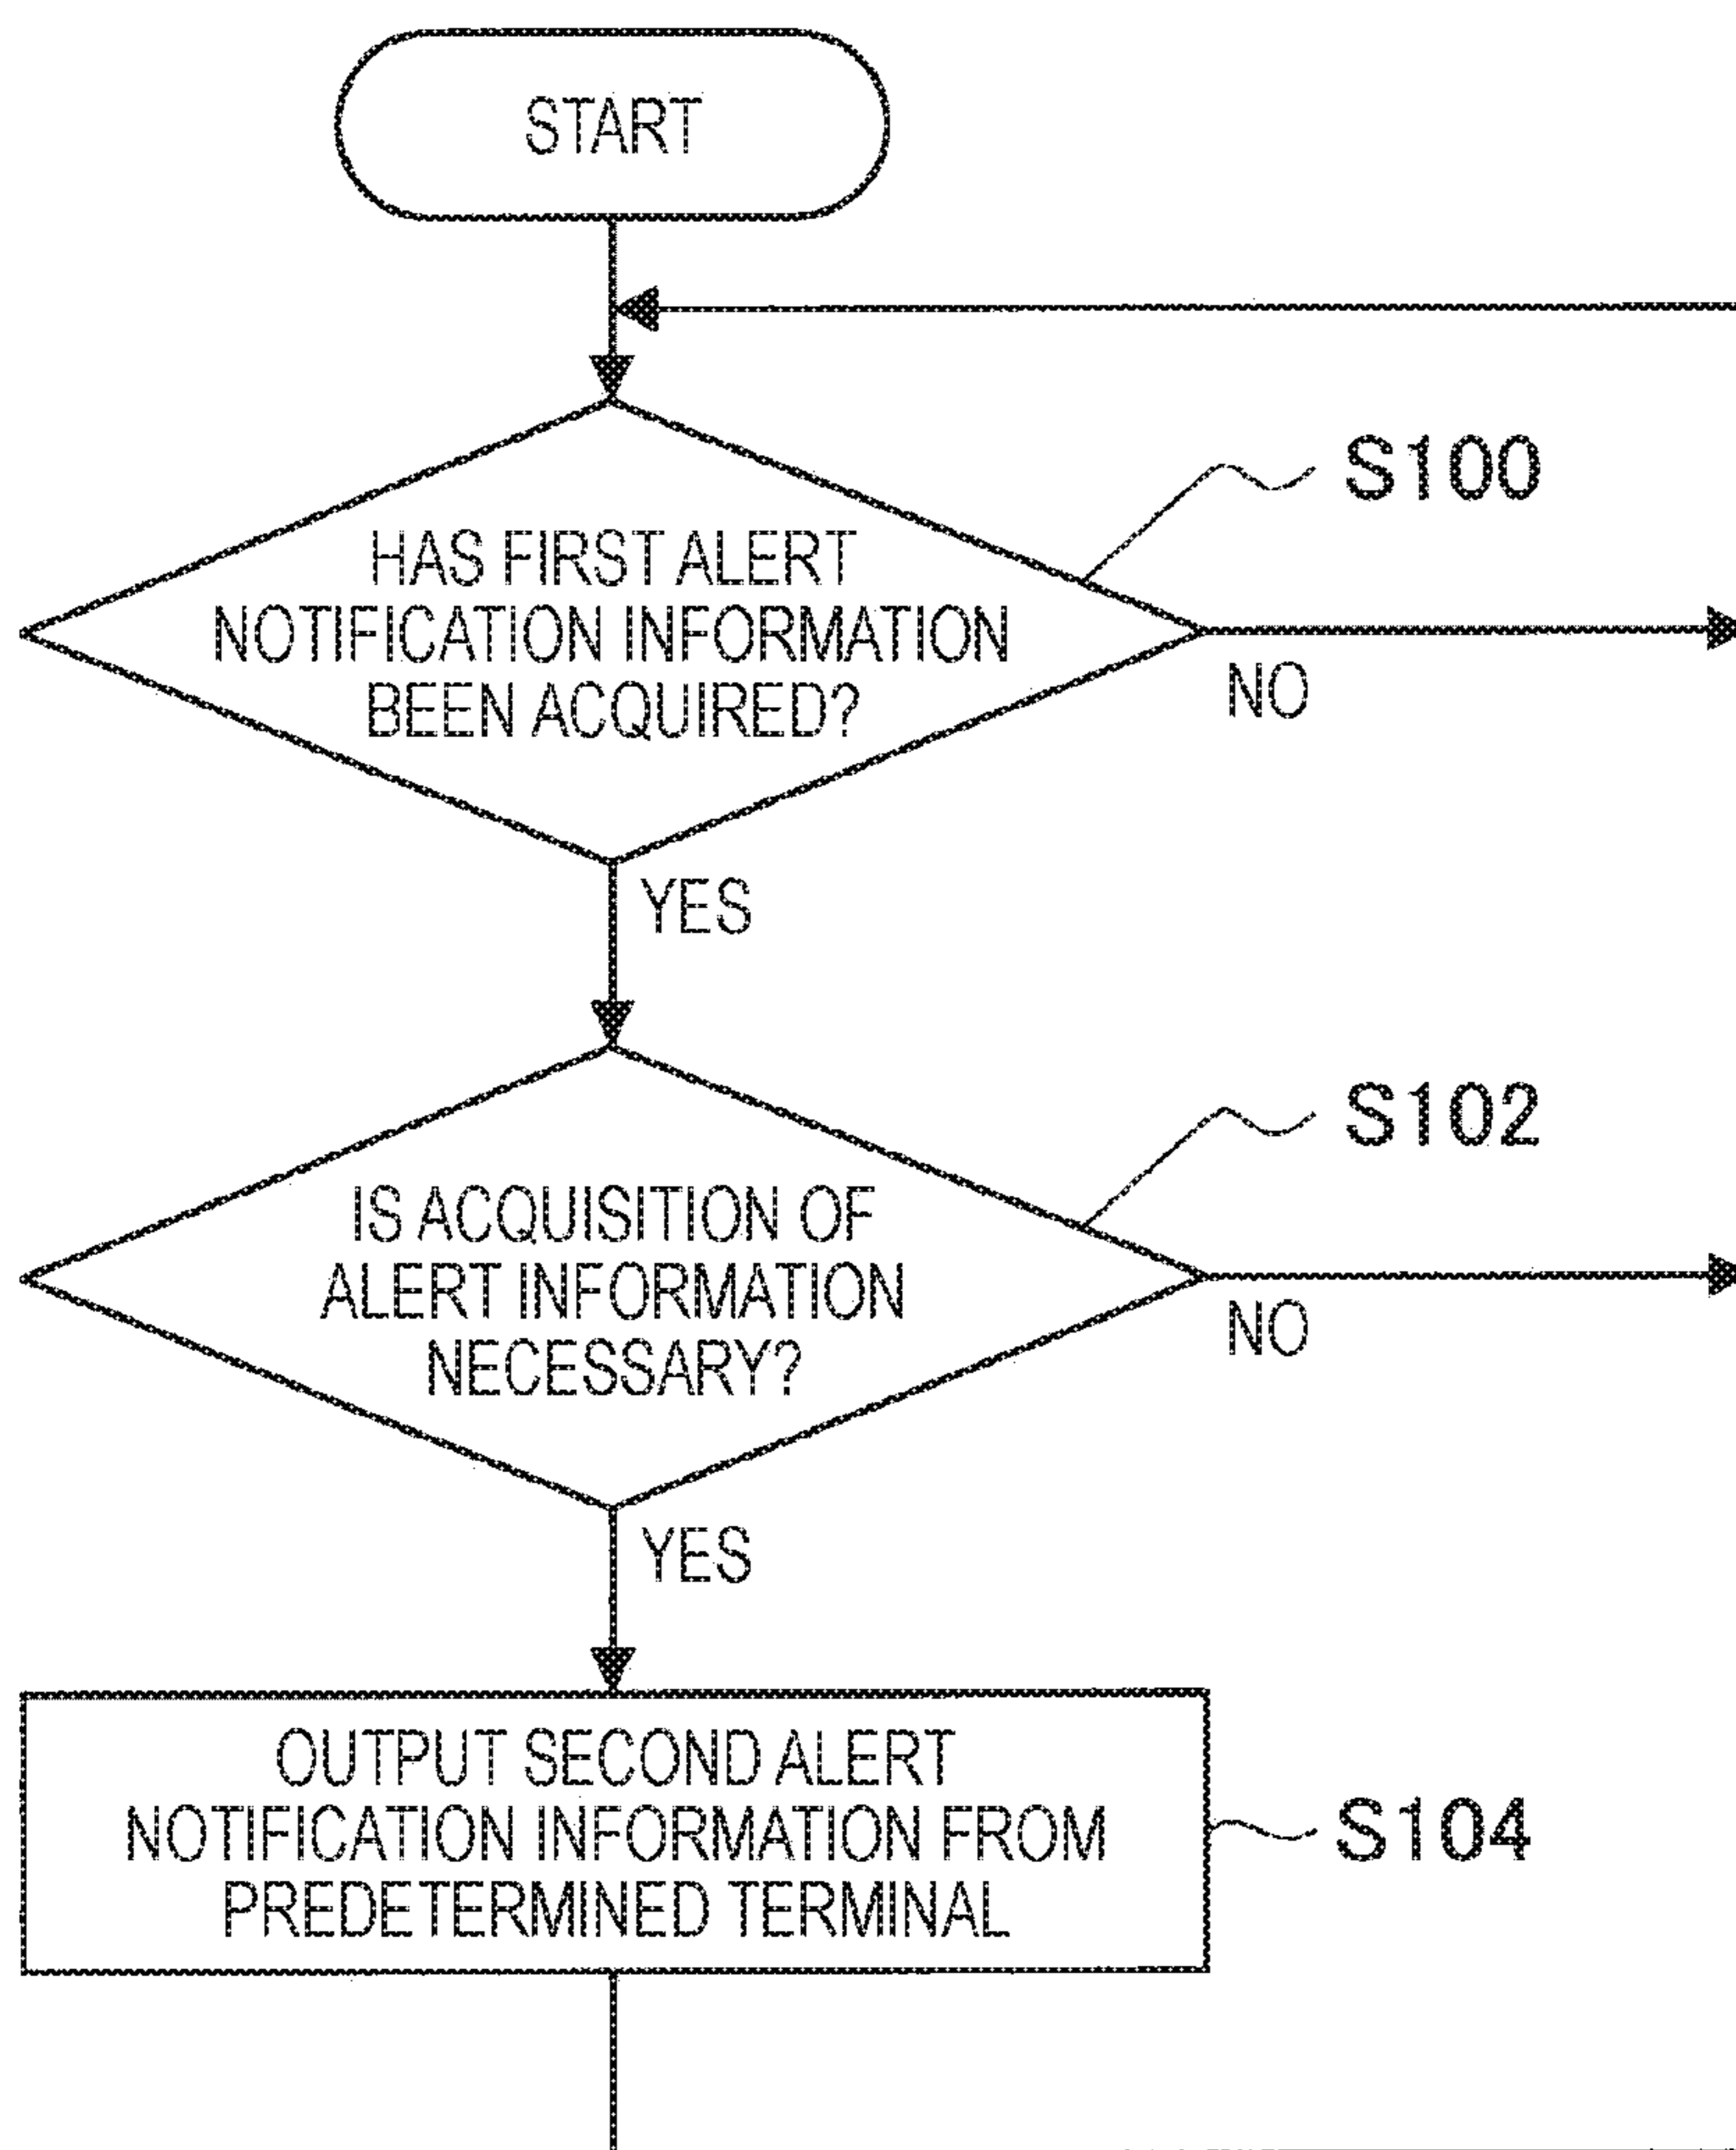 START
S100
HAS FIRST ALERT
NOTIFICATION INFORMATION
BEEN ACQUIRED?
NO
YES
S102
IS ACQUISITION OF
ALERT INFORMATION
NECESSARY?
NO
YES
OUTPUT SECOND ALERT
NOTIFICATION INFORMATION FROM
PREDETERMINED TERMINAL
S104